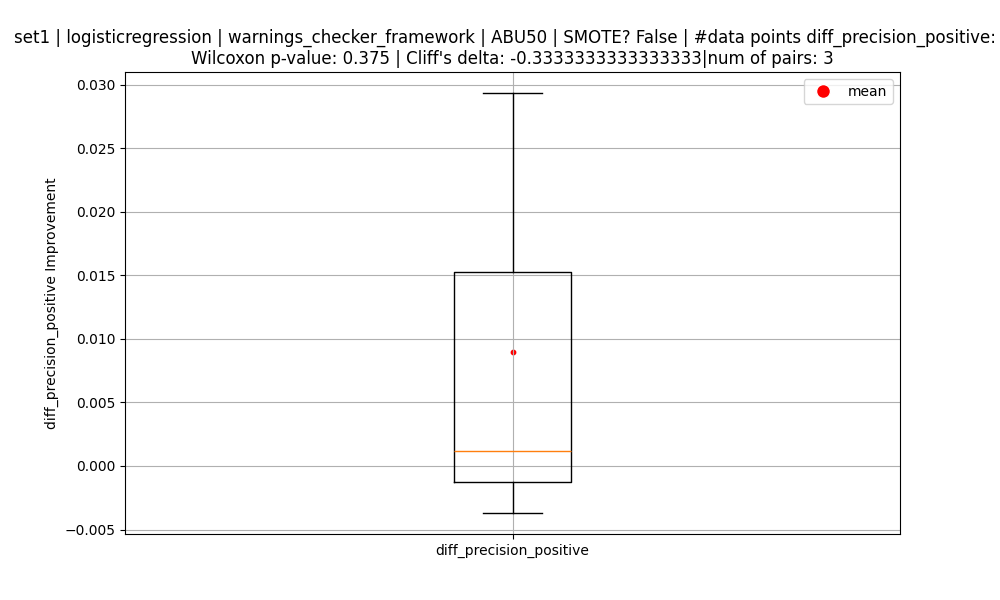 set1 | logisticregression | warnings_checker_framework | ABU50 | SMOTE? False | #data points diff_precision_positive:
Wilcoxon p-value: 0.375 | Cliff's delta: -0.3333333333333333|num of pairs: 3
mean
0.030
0.025
0.020
0.015
0.010
0.005
0.000
−0.005
diff_precision_positive Improvement
diff_precision_positive